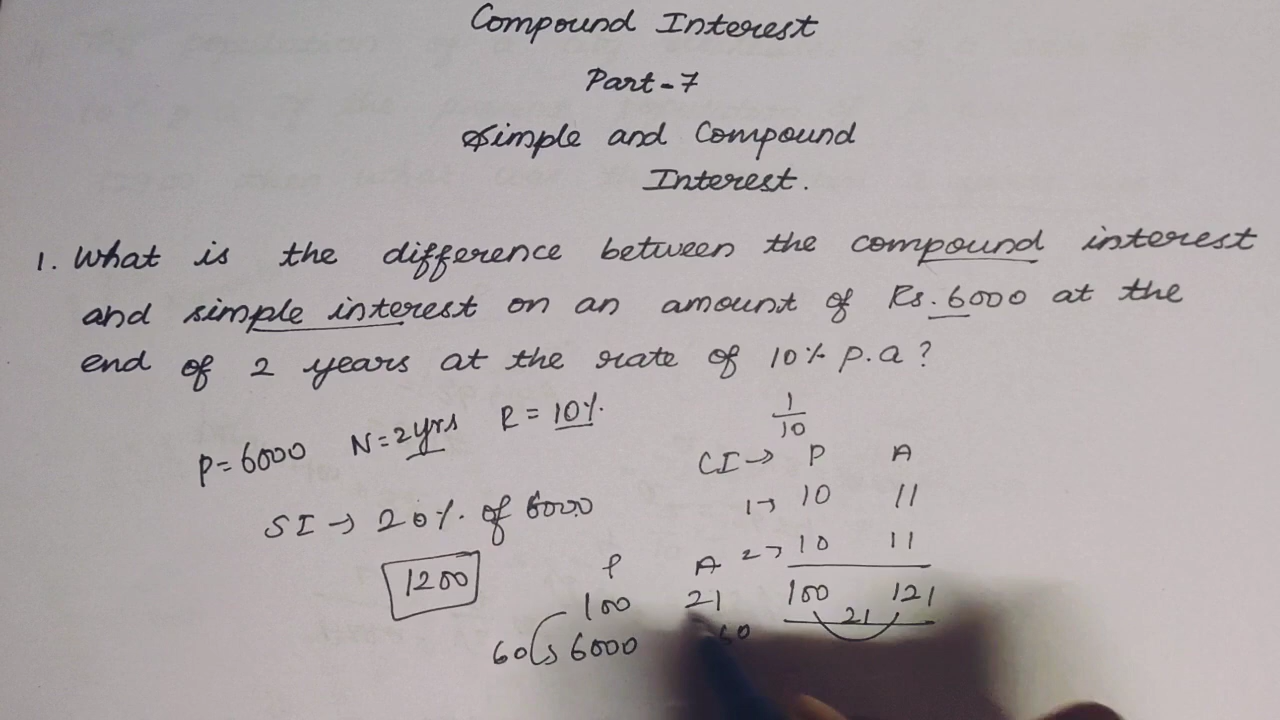 Compound Interest
Part-7
Simple and Compound
Interest.
1. What is the difference between the compound interest
and simple interest on an amount of Rs. 6000 at the
end of 2 years at the rate of 10% p.a?
P=6000 N=2yrs R=10%.
1/10
CI→ P A
1→ 10 11
SI→ 20%. of 6000
2→ 10 11
1200
P A
100 21
100 121
21
60 6000
60